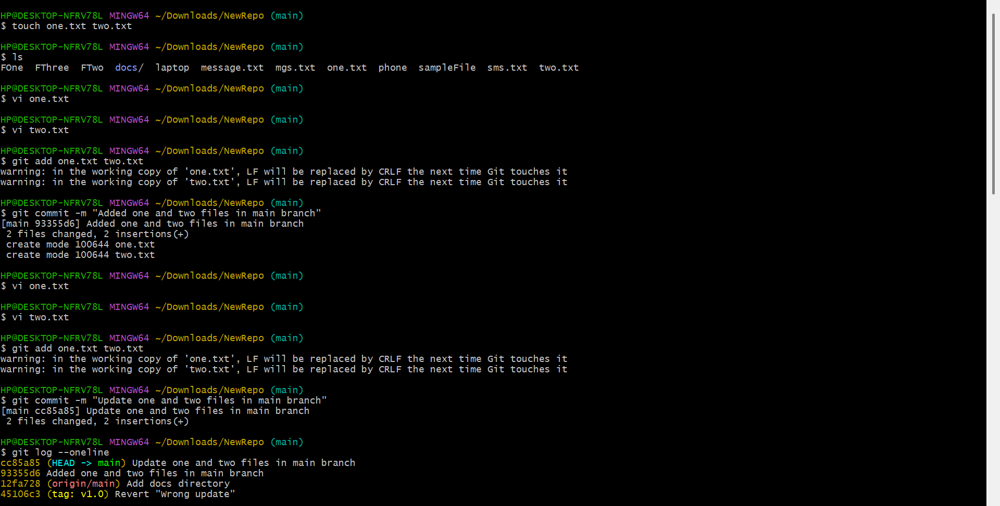 HP@DESKTOP-NFRV78L MINGW64 ~/Downloads/NewRepo (main)
$ touch one.txt two.txt
HP@DESKTOP-NFRV78L MINGW64 ~/Downloads/NewRepo (main)
$ ls
FOne  FThree  FTwo  docs/  laptop  message.txt  mgs.txt  one.txt  phone  sampleFile  sms.txt  two.txt
HP@DESKTOP-NFRV78L MINGW64 ~/Downloads/NewRepo (main)
$ vi one.txt
HP@DESKTOP-NFRV78L MINGW64 ~/Downloads/NewRepo (main)
$ vi two.txt
HP@DESKTOP-NFRV78L MINGW64 ~/Downloads/NewRepo (main)
$ git add one.txt two.txt
warning: in the working copy of 'one.txt', LF will be replaced by CRLF the next time Git touches it
warning: in the working copy of 'two.txt', LF will be replaced by CRLF the next time Git touches it
HP@DESKTOP-NFRV78L MINGW64 ~/Downloads/NewRepo (main)
$ git commit -m "Added one and two files in main branch"
[main 93355d6] Added one and two files in main branch
 2 files changed, 2 insertions(+)
 create mode 100644 one.txt
 create mode 100644 two.txt
HP@DESKTOP-NFRV78L MINGW64 ~/Downloads/NewRepo (main)
$ vi one.txt
HP@DESKTOP-NFRV78L MINGW64 ~/Downloads/NewRepo (main)
$ vi two.txt
HP@DESKTOP-NFRV78L MINGW64 ~/Downloads/NewRepo (main)
$ git add one.txt two.txt
warning: in the working copy of 'one.txt', LF will be replaced by CRLF the next time Git touches it
warning: in the working copy of 'two.txt', LF will be replaced by CRLF the next time Git touches it
HP@DESKTOP-NFRV78L MINGW64 ~/Downloads/NewRepo (main)
$ git commit -m "Update one and two files in main branch"
[main cc85a85] Update one and two files in main branch
 2 files changed, 2 insertions(+)
HP@DESKTOP-NFRV78L MINGW64 ~/Downloads/NewRepo (main)
$ git log --oneline
cc85a85 (HEAD -> main) Update one and two files in main branch
93355d6 Added one and two files in main branch
12fa728 (origin/main) Add docs directory
45106c3 (tag: v1.0) Revert "Wrong update"